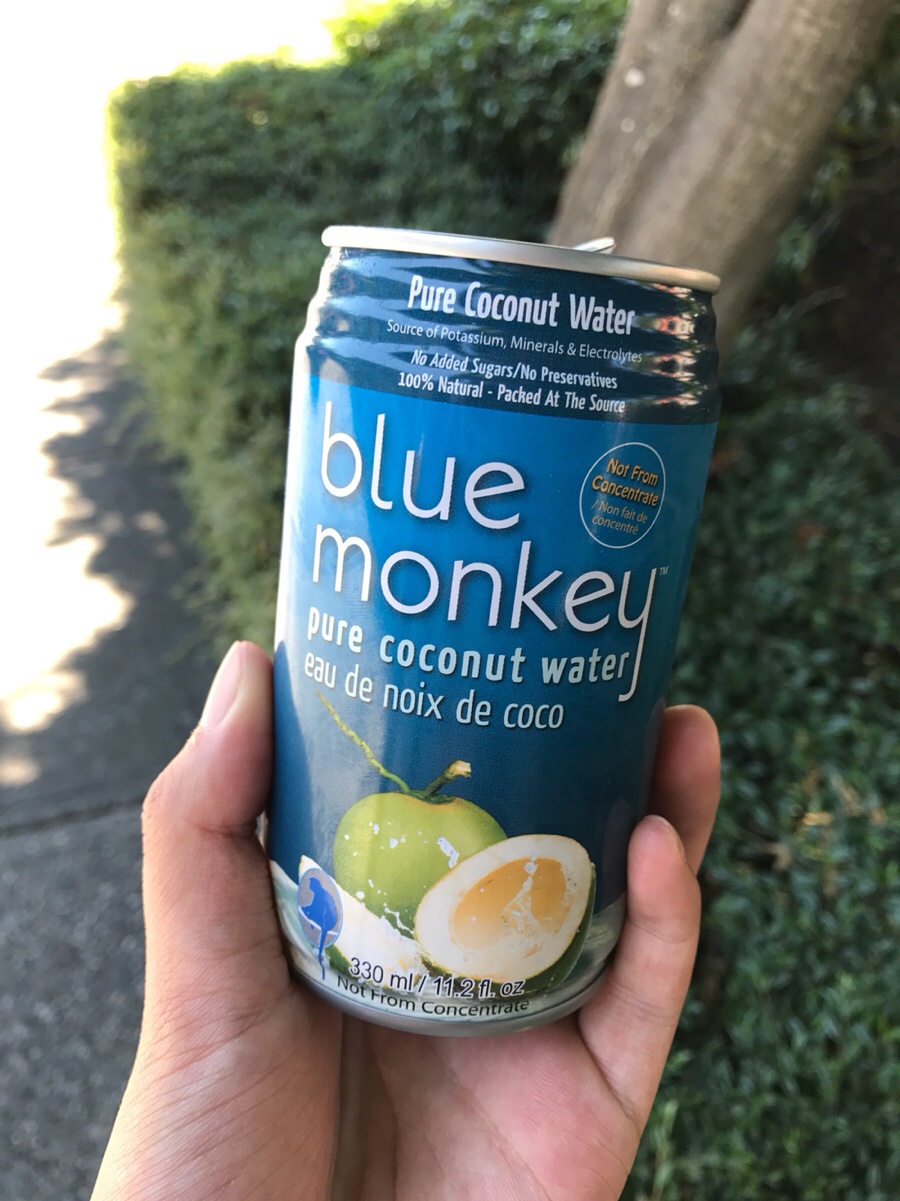 Pure Coconut Water
Source of Potassium, Minerals & Electrolytes
No Added Sugars/No Preservatives
100% Natural - Packed At The Source
blue
monkey™
Not From
Concentrate
/ Non fait de
concentré
pure coconut water
eau de noix de coco
330 ml / 11.2 fl. oz
Not From Concentrate